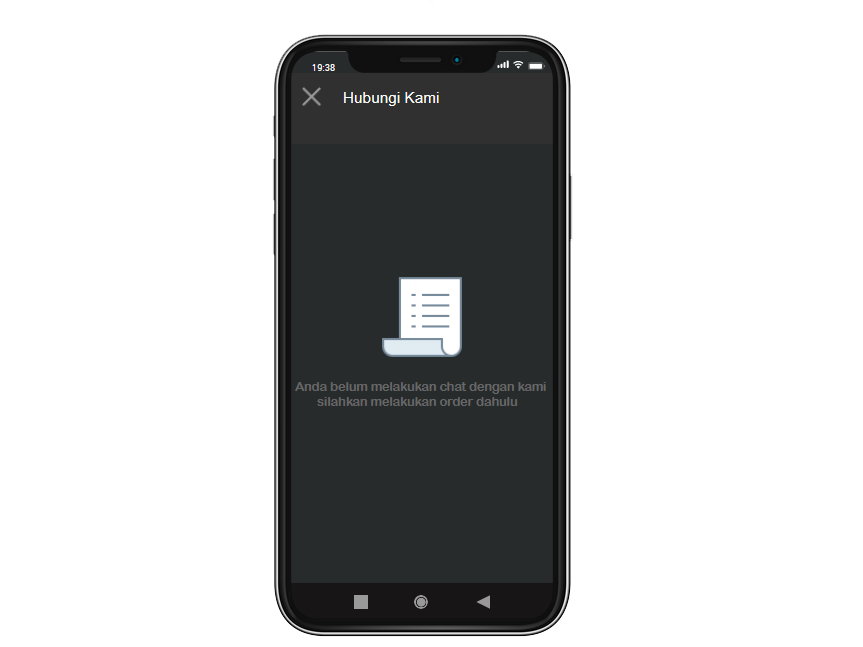 19:38
Hubungi Kami
Anda belum melakukan chat dengan kami
silahkan melakukan order dahulu